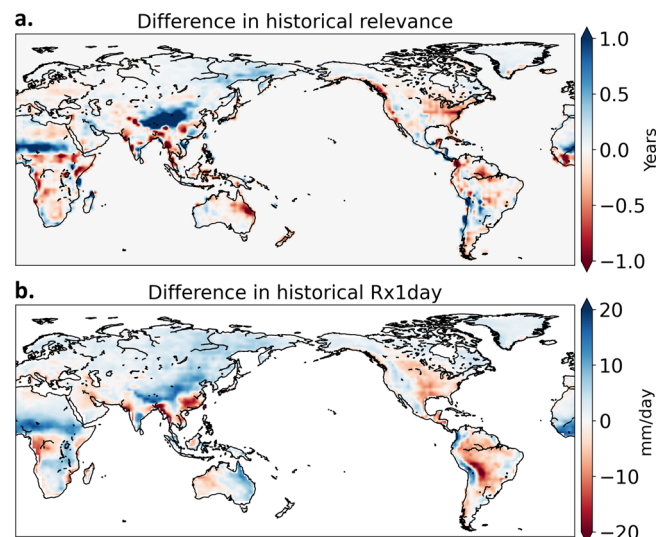 a.
Difference in historical relevance
1.0
0.5
0.0
−0.5
−1.0
Years
b.
Difference in historical Rx1day
20
10
0
−10
−20
mm/day